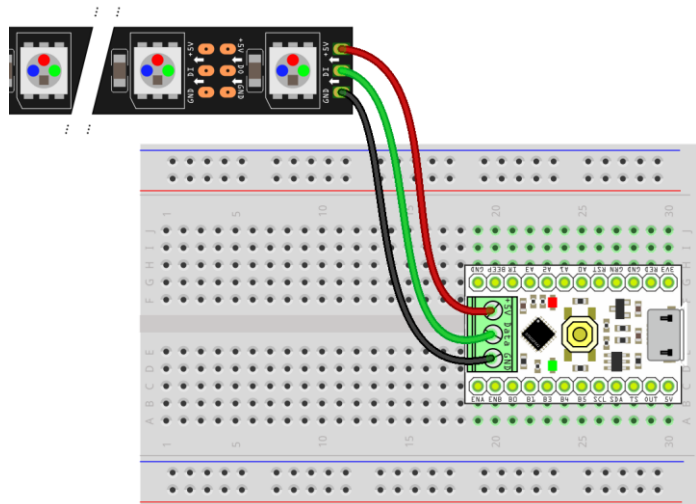 +5V
DI
GND
+5V
DO
GND
+5V
DI
GND
1 5 10 15 20 25 30
J
I
H
G
F
GND BEEP IR A3 A2 A1 A0 RST GRN GND RED 3V3
+5V
Data
GND
ENA ENB B0 B1 B3 B4 B5 SCL SDA TS OUT 5V
E
D
C
B
A
1 5 10 15 20 25 30